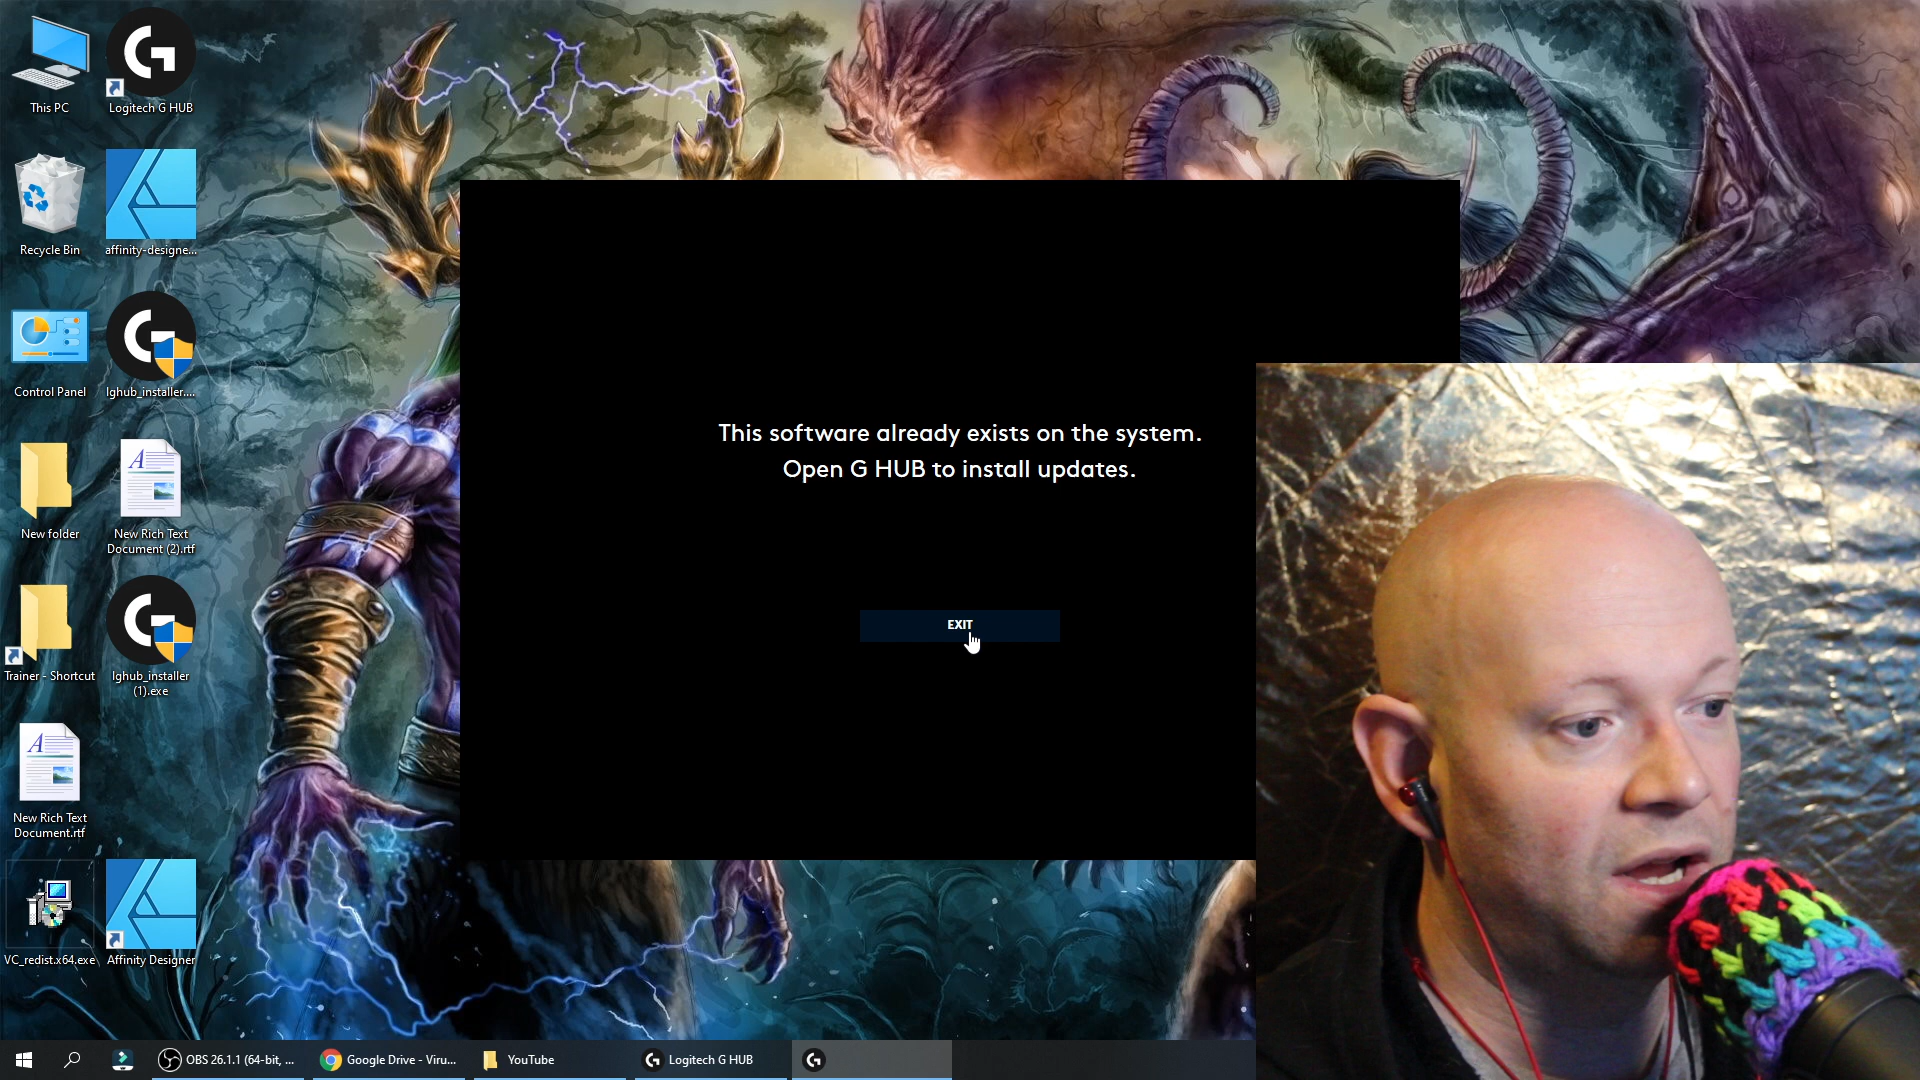 This PC
Logitech G HUB
Recycle Bin
affinity-designe...
Control Panel
lghub_installer....
New folder
New Rich Text
Document (2).rtf
Trainer - Shortcut
lghub_installer
(1).exe
New Rich Text
Document.rtf
VC_redist.x64.exe
Affinity Designer
This software already exists on the system.
Open G HUB to install updates.
EXIT
OBS 26.1.1 (64-bit, ...
Google Drive - Viru...
YouTube
Logitech G HUB